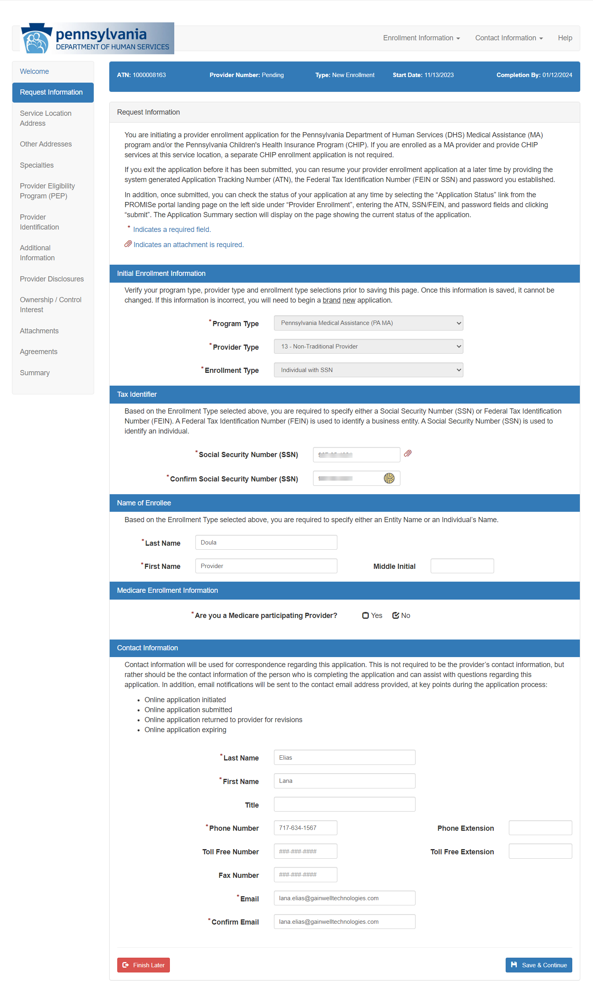 pennsylvania
DEPARTMENT OF HUMAN SERVICES
Enrollment Information
Contact Information
Help
Welcome
Request Information
Service Location
Address
Other Addresses
Specialties
Provider Eligibility
Program (PEP)
Provider
Identification
Additional
Information
Provider Disclosures
Ownership / Control
Interest
Attachments
Agreements
Summary
ATN: 1000008163 Provider Number: Pending Type: New Enrollment Start Date: 11/13/2023 Completion By: 01/12/2024
Request Information
You are initiating a provider enrollment application for the Pennsylvania Department of Human Services (DHS) Medical Assistance (MA)
program and/or the Pennsylvania Children's Health Insurance Program (CHIP). If you are enrolled as a MA provider and provide CHIP
services at this service location, a separate CHIP enrollment application is not required.
If you exit the application before it has been submitted, you can resume your provider enrollment application at a later time by providing the
system generated Application Tracking Number (ATN), the Federal Tax Identification Number (FEIN or SSN) and password you established.
In addition, once submitted, you can check the status of your application at any time by selecting the “Application Status” link from the
PROMISe portal landing page on the left side under “Provider Enrollment”, entering the ATN, SSN/FEIN, and password fields and clicking
“submit”. The Application Summary section will display on the page showing the current status of the application.
* Indicates a required field.
Indicates an attachment is required.
Initial Enrollment Information
Verify your program type, provider type and enrollment type selections prior to saving this page. Once this information is saved, it cannot be
changed. If this information is incorrect, you will need to begin a brand new application.
* Program Type Pennsylvania Medical Assistance (PA MA)
* Provider Type 13 - Non-Traditional Provider
* Enrollment Type Individual with SSN
Tax Identifier
Based on the Enrollment Type selected above, you are required to specify either a Social Security Number (SSN) or Federal Tax Identification
Number (FEIN). A Federal Tax Identification Number (FEIN) is used to identify a business entity. A Social Security Number (SSN) is used to
identify an individual.
* Social Security Number (SSN)
* Confirm Social Security Number (SSN)
Name of Enrollee
Based on the Enrollment Type selected above, you are required to specify either an Entity Name or an Individual’s Name.
* Last Name Doula
* First Name Provider Middle Initial
Medicare Enrollment Information
* Are you a Medicare participating Provider? Yes No
Contact Information
Contact information will be used for correspondence regarding this application. This is not required to be the provider’s contact information, but
rather should be the contact information of the person who is completing the application and can assist with questions regarding this
application. In addition, email notifications will be sent to the contact email address provided, at key points during the application process:
• Online application initiated
• Online application submitted
• Online application returned to provider for revisions
• Online application expiring
* Last Name Elias
* First Name Lana
Title
* Phone Number 717-634-1567 Phone Extension
Toll Free Number ###-###-#### Toll Free Extension
Fax Number ###-###-####
* Email lana.elias@gainwelltechnologies.com
* Confirm Email lana.elias@gainwelltechnologies.com
Finish Later
Save & Continue